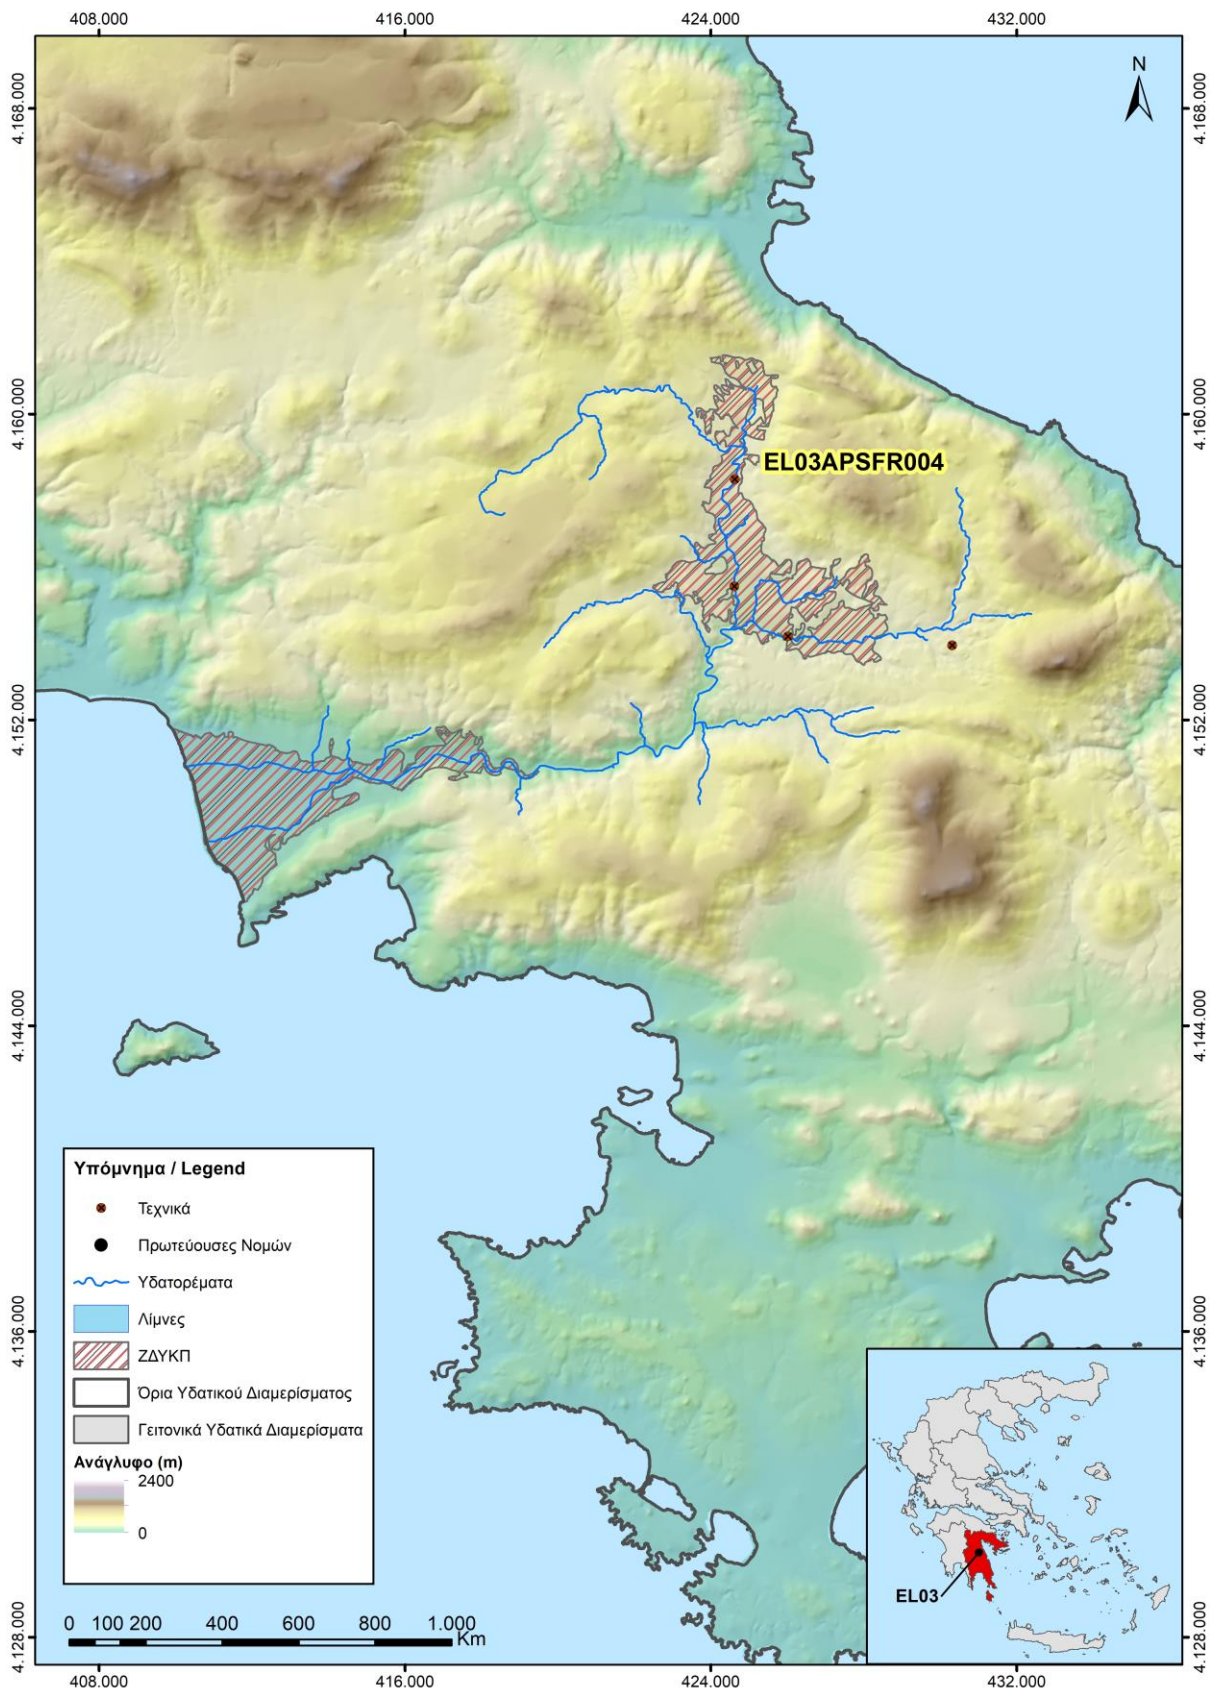 408.000 416.000 424.000 432.000
N
4.168.000 4.168.000
4.160.000 4.160.000
EL03APSFR004
4.152.000 4.152.000
4.144.000 4.144.000
Υπόμνημα / Legend
Τεχνικά
Πρωτεύουσες Νομών
Υδατορέματα
Λίμνες
4.136.000 4.136.000
ΖΔΥΚΠ
Όρια Υδατικού Διαμερίσματος
Γειτονικά Υδατικά Διαμερίσματα
Ανάγλυφο (m)
2400
0
EL03
0 100 200 400 600 800 1.000
Km
4.128.000 4.128.000
408.000 416.000 424.000 432.000